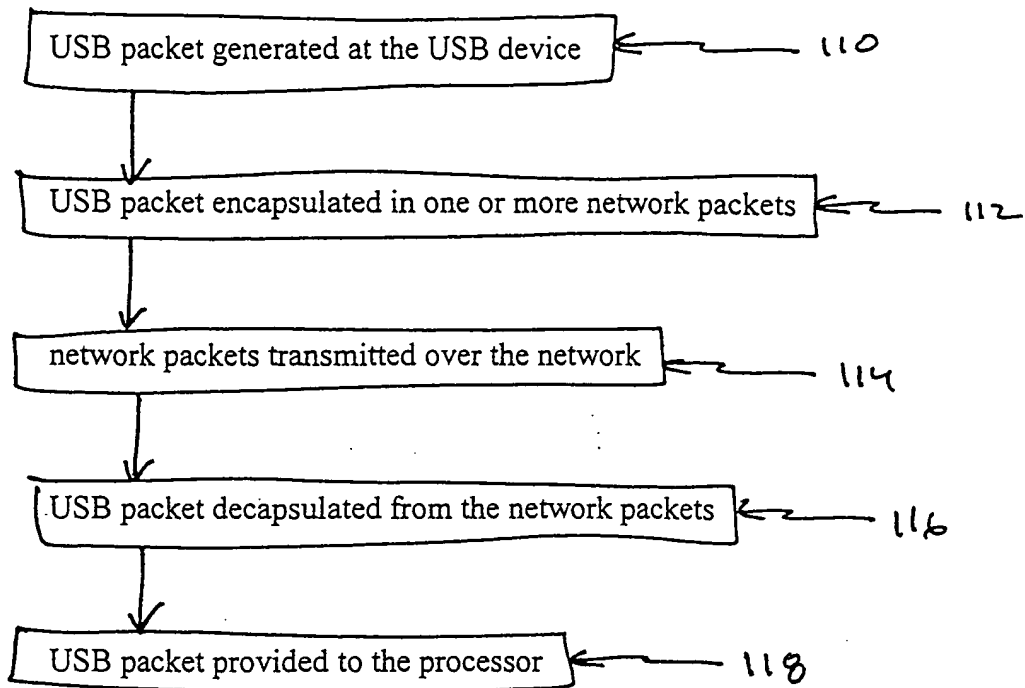 USB packet generated at the USB device 110
USB packet encapsulated in one or more network packets 112
network packets transmitted over the network 114
USB packet decapsulated from the network packets 116
USB packet provided to the processor 118